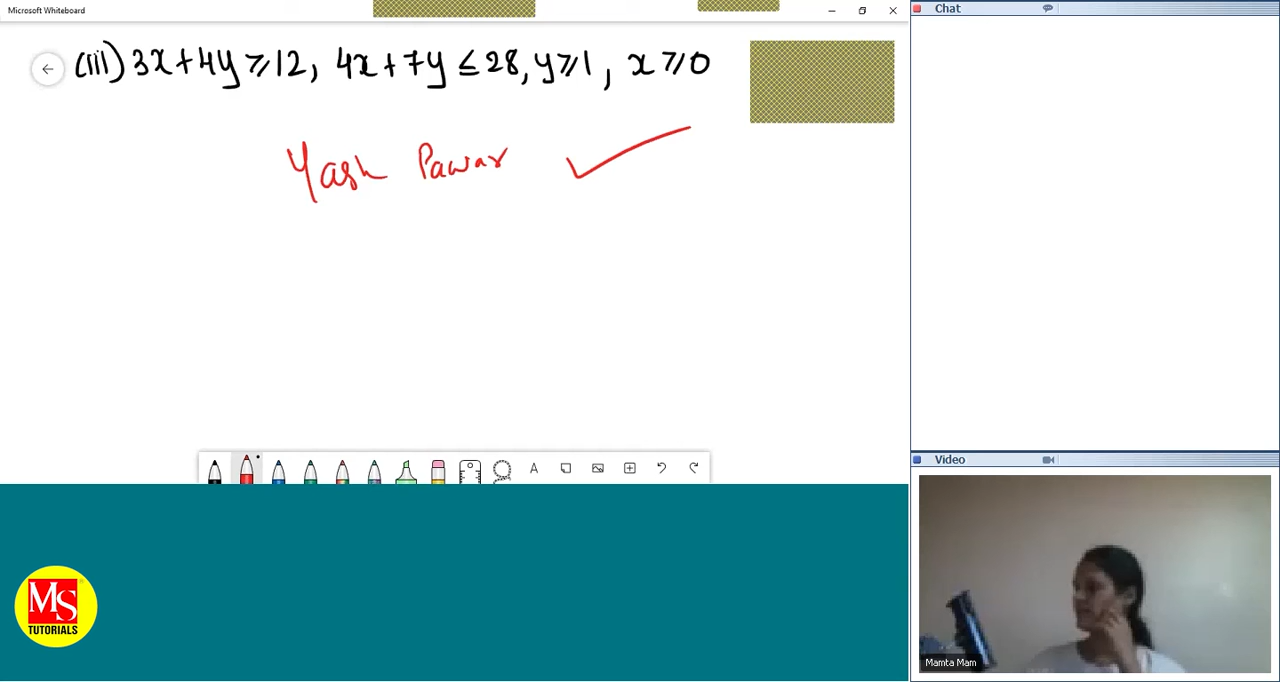 Microsoft Whiteboard
Chat
(iii) 3x+4y ≥ 12, 4x+7y ≤ 28, y ≥ 1, x ≥ 0
Yash Pawar
A
Video
MS
TUTORIALS
Mamta Mam